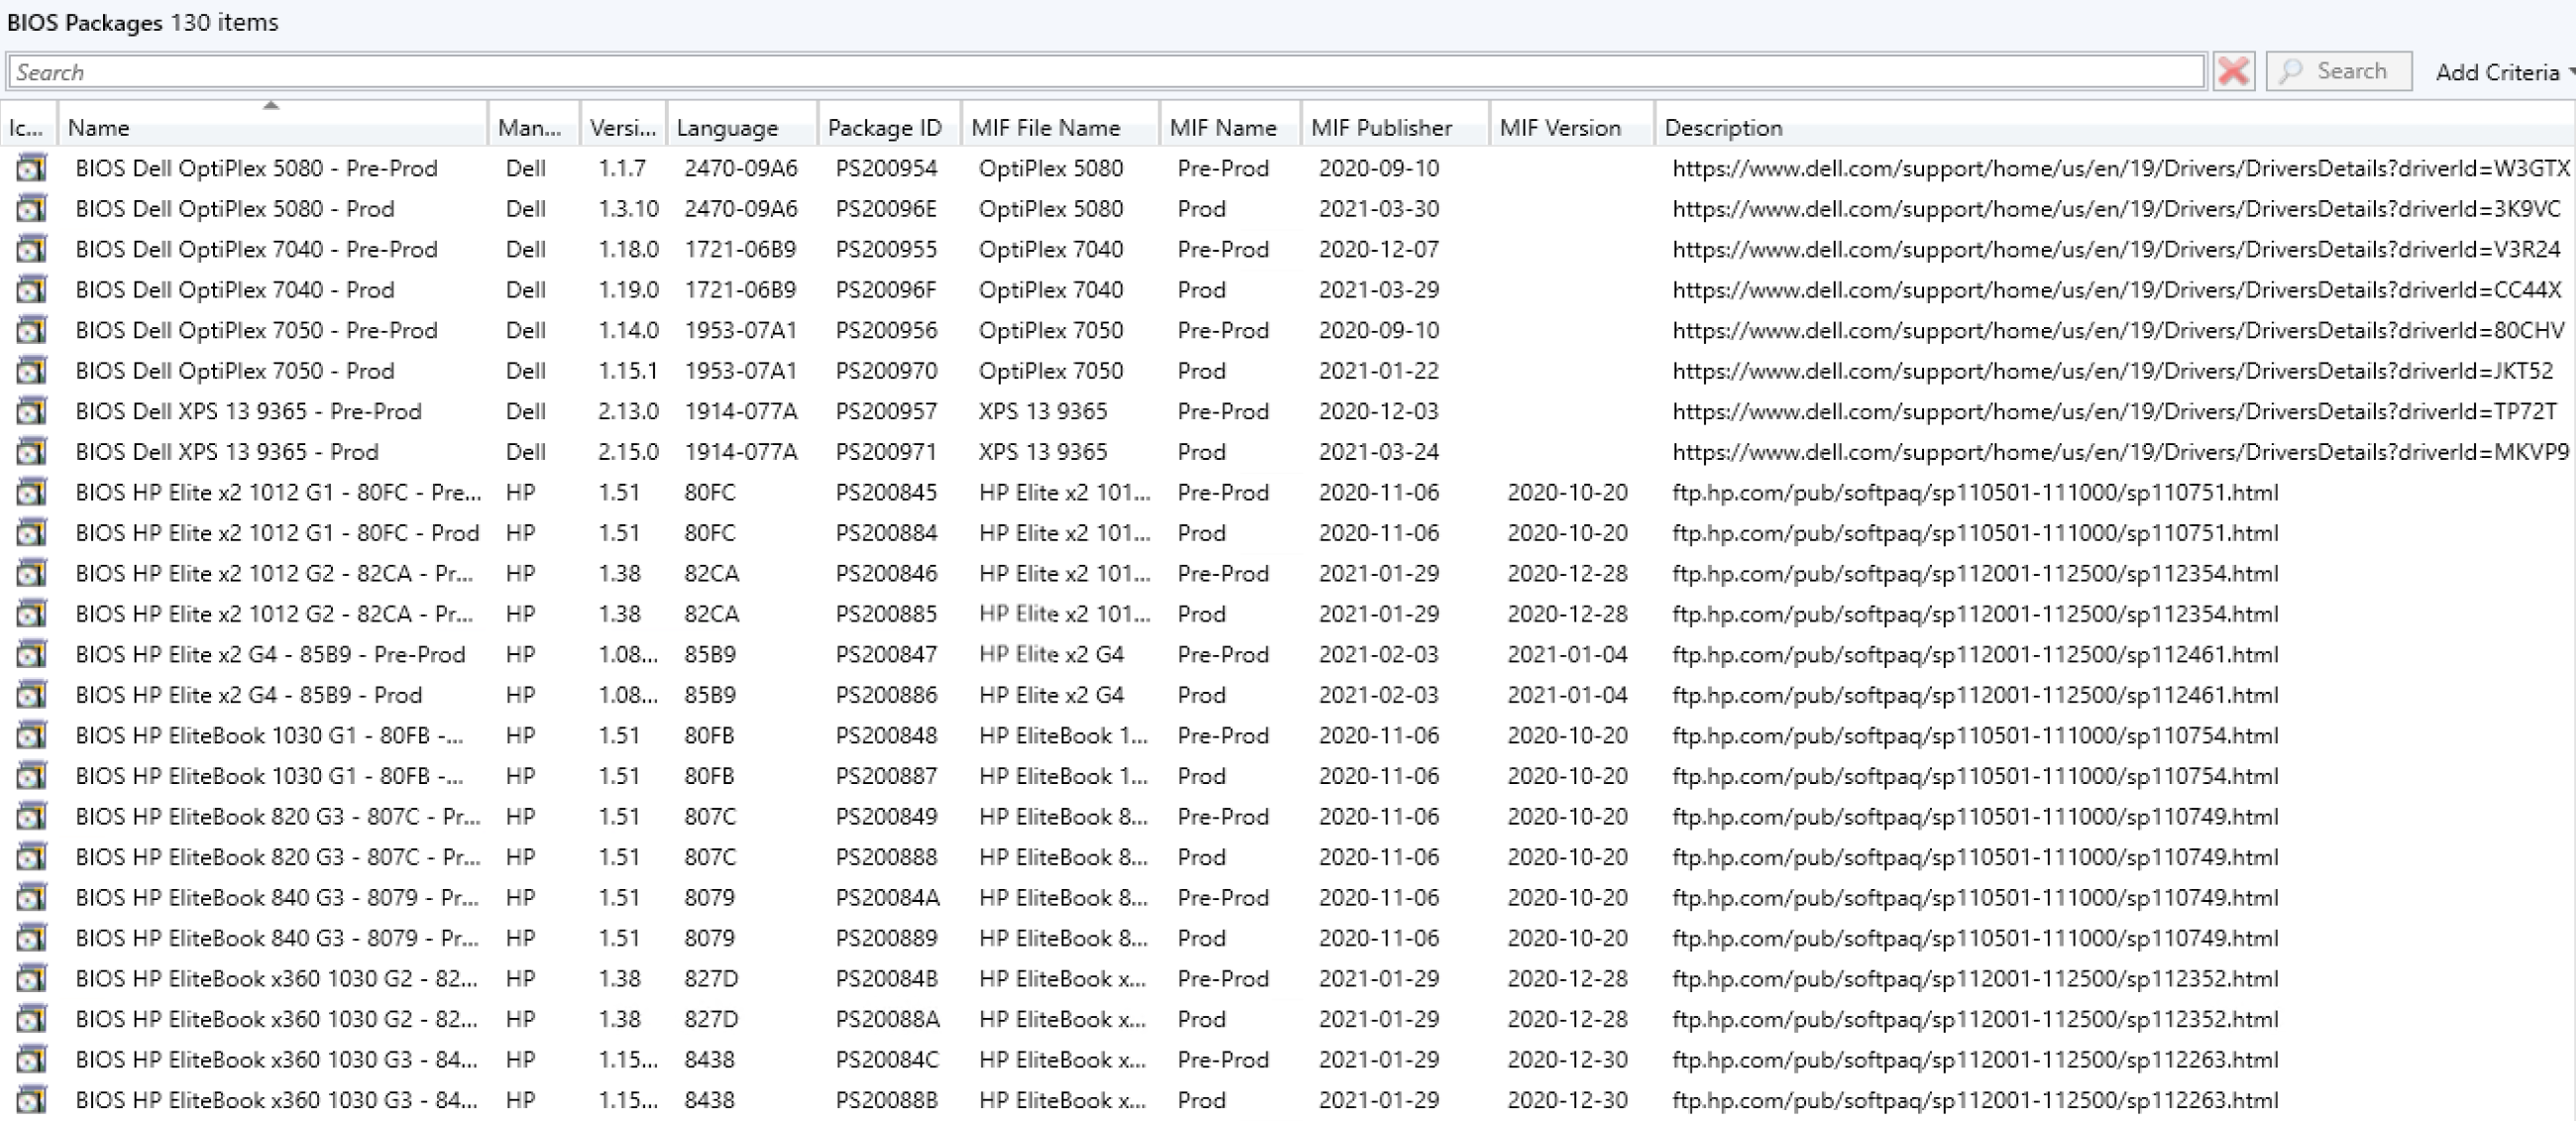 BIOS Packages 130 items
Search Search Add Criteria
Ic... Name Man... Versi... Language Package ID MIF File Name MIF Name MIF Publisher MIF Version Description
BIOS Dell OptiPlex 5080 - Pre-Prod Dell 1.1.7 2470-09A6 PS200954 OptiPlex 5080 Pre-Prod 2020-09-10 https://www.dell.com/support/home/us/en/19/Drivers/DriversDetails?driverId=W3GTX
BIOS Dell OptiPlex 5080 - Prod Dell 1.3.10 2470-09A6 PS20096E OptiPlex 5080 Prod 2021-03-30 https://www.dell.com/support/home/us/en/19/Drivers/DriversDetails?driverId=3K9VC
BIOS Dell OptiPlex 7040 - Pre-Prod Dell 1.18.0 1721-06B9 PS200955 OptiPlex 7040 Pre-Prod 2020-12-07 https://www.dell.com/support/home/us/en/19/Drivers/DriversDetails?driverId=V3R24
BIOS Dell OptiPlex 7040 - Prod Dell 1.19.0 1721-06B9 PS20096F OptiPlex 7040 Prod 2021-03-29 https://www.dell.com/support/home/us/en/19/Drivers/DriversDetails?driverId=CC44X
BIOS Dell OptiPlex 7050 - Pre-Prod Dell 1.14.0 1953-07A1 PS200956 OptiPlex 7050 Pre-Prod 2020-09-10 https://www.dell.com/support/home/us/en/19/Drivers/DriversDetails?driverId=80CHV
BIOS Dell OptiPlex 7050 - Prod Dell 1.15.1 1953-07A1 PS200970 OptiPlex 7050 Prod 2021-01-22 https://www.dell.com/support/home/us/en/19/Drivers/DriversDetails?driverId=JKT52
BIOS Dell XPS 13 9365 - Pre-Prod Dell 2.13.0 1914-077A PS200957 XPS 13 9365 Pre-Prod 2020-12-03 https://www.dell.com/support/home/us/en/19/Drivers/DriversDetails?driverId=TP72T
BIOS Dell XPS 13 9365 - Prod Dell 2.15.0 1914-077A PS200971 XPS 13 9365 Prod 2021-03-24 https://www.dell.com/support/home/us/en/19/Drivers/DriversDetails?driverId=MKVP9
BIOS HP Elite x2 1012 G1 - 80FC - Pre... HP 1.51 80FC PS200845 HP Elite x2 101... Pre-Prod 2020-11-06 2020-10-20 ftp.hp.com/pub/softpaq/sp110501-111000/sp110751.html
BIOS HP Elite x2 1012 G1 - 80FC - Prod HP 1.51 80FC PS200884 HP Elite x2 101... Prod 2020-11-06 2020-10-20 ftp.hp.com/pub/softpaq/sp110501-111000/sp110751.html
BIOS HP Elite x2 1012 G2 - 82CA - Pr... HP 1.38 82CA PS200846 HP Elite x2 101... Pre-Prod 2021-01-29 2020-12-28 ftp.hp.com/pub/softpaq/sp112001-112500/sp112354.html
BIOS HP Elite x2 1012 G2 - 82CA - Pr... HP 1.38 82CA PS200885 HP Elite x2 101... Prod 2021-01-29 2020-12-28 ftp.hp.com/pub/softpaq/sp112001-112500/sp112354.html
BIOS HP Elite x2 G4 - 85B9 - Pre-Prod HP 1.08... 85B9 PS200847 HP Elite x2 G4 Pre-Prod 2021-02-03 2021-01-04 ftp.hp.com/pub/softpaq/sp112001-112500/sp112461.html
BIOS HP Elite x2 G4 - 85B9 - Prod HP 1.08... 85B9 PS200886 HP Elite x2 G4 Prod 2021-02-03 2021-01-04 ftp.hp.com/pub/softpaq/sp112001-112500/sp112461.html
BIOS HP EliteBook 1030 G1 - 80FB -... HP 1.51 80FB PS200848 HP EliteBook 1... Pre-Prod 2020-11-06 2020-10-20 ftp.hp.com/pub/softpaq/sp110501-111000/sp110754.html
BIOS HP EliteBook 1030 G1 - 80FB -... HP 1.51 80FB PS200887 HP EliteBook 1... Prod 2020-11-06 2020-10-20 ftp.hp.com/pub/softpaq/sp110501-111000/sp110754.html
BIOS HP EliteBook 820 G3 - 807C - Pr... HP 1.51 807C PS200849 HP EliteBook 8... Pre-Prod 2020-11-06 2020-10-20 ftp.hp.com/pub/softpaq/sp110501-111000/sp110749.html
BIOS HP EliteBook 820 G3 - 807C - Pr... HP 1.51 807C PS200888 HP EliteBook 8... Prod 2020-11-06 2020-10-20 ftp.hp.com/pub/softpaq/sp110501-111000/sp110749.html
BIOS HP EliteBook 840 G3 - 8079 - Pr... HP 1.51 8079 PS20084A HP EliteBook 8... Pre-Prod 2020-11-06 2020-10-20 ftp.hp.com/pub/softpaq/sp110501-111000/sp110749.html
BIOS HP EliteBook 840 G3 - 8079 - Pr... HP 1.51 8079 PS200889 HP EliteBook 8... Prod 2020-11-06 2020-10-20 ftp.hp.com/pub/softpaq/sp110501-111000/sp110749.html
BIOS HP EliteBook x360 1030 G2 - 82... HP 1.38 827D PS20084B HP EliteBook x... Pre-Prod 2021-01-29 2020-12-28 ftp.hp.com/pub/softpaq/sp112001-112500/sp112352.html
BIOS HP EliteBook x360 1030 G2 - 82... HP 1.38 827D PS20088A HP EliteBook x... Prod 2021-01-29 2020-12-28 ftp.hp.com/pub/softpaq/sp112001-112500/sp112352.html
BIOS HP EliteBook x360 1030 G3 - 84... HP 1.15... 8438 PS20084C HP EliteBook x... Pre-Prod 2021-01-29 2020-12-30 ftp.hp.com/pub/softpaq/sp112001-112500/sp112263.html
BIOS HP EliteBook x360 1030 G3 - 84... HP 1.15... 8438 PS20088B HP EliteBook x... Prod 2021-01-29 2020-12-30 ftp.hp.com/pub/softpaq/sp112001-112500/sp112263.html